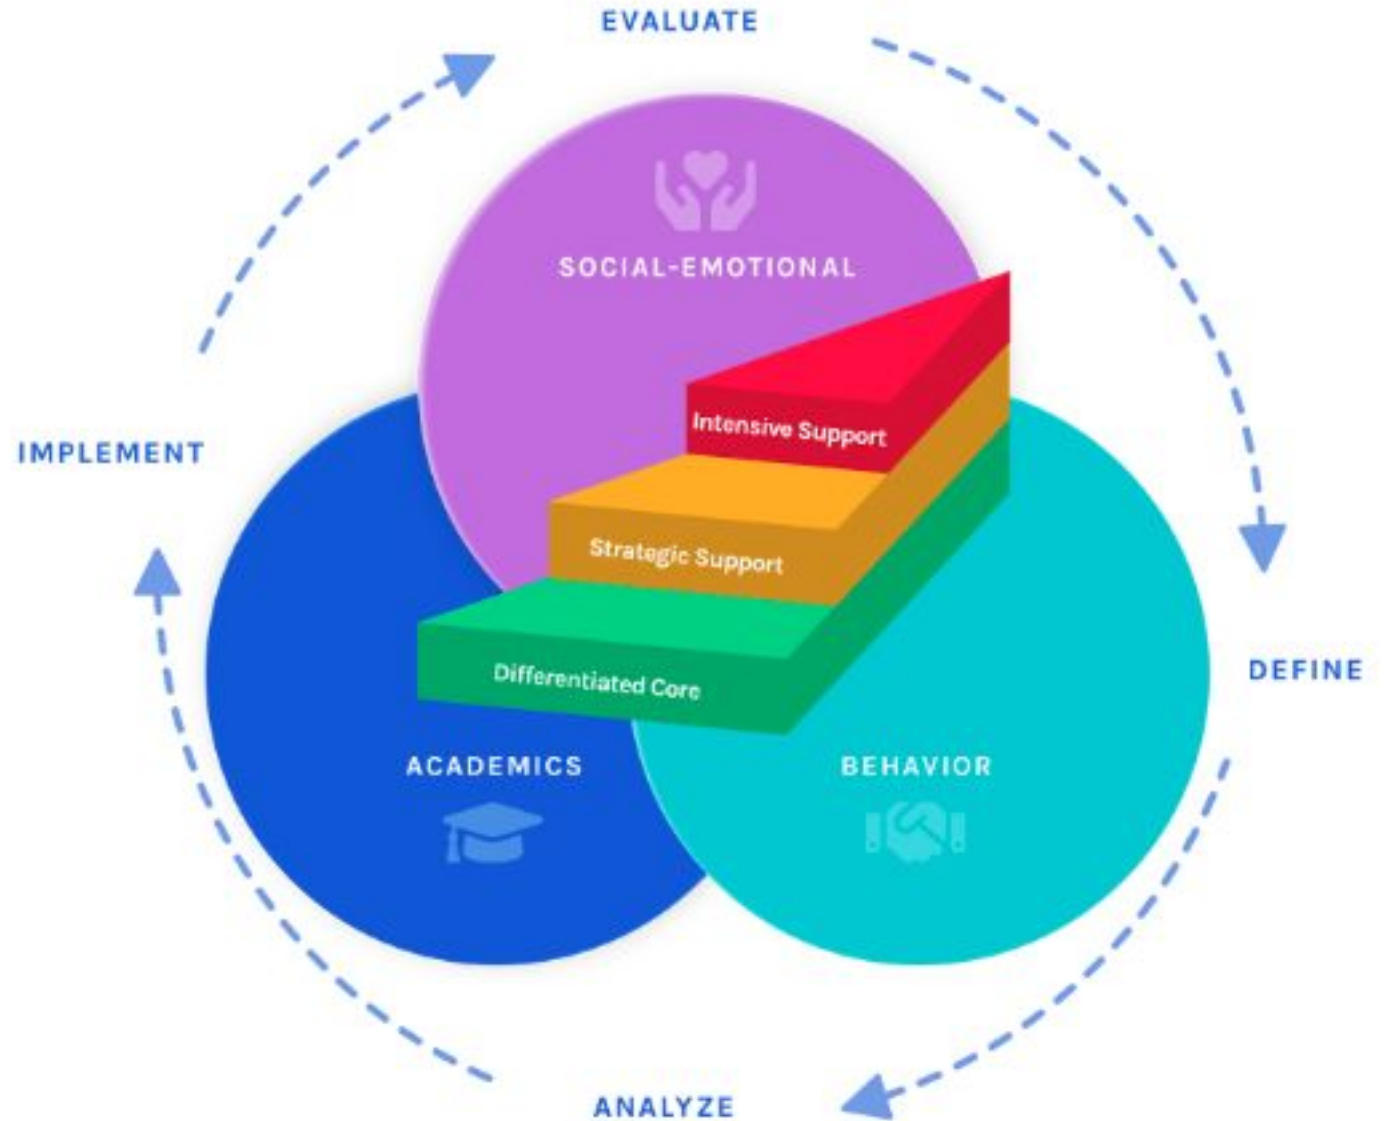 EVALUATE
SOCIAL-EMOTIONAL
Intensive Support
IMPLEMENT
Strategic Support
Differentiated Core
DEFINE
ACADEMICS
BEHAVIOR
ANALYZE